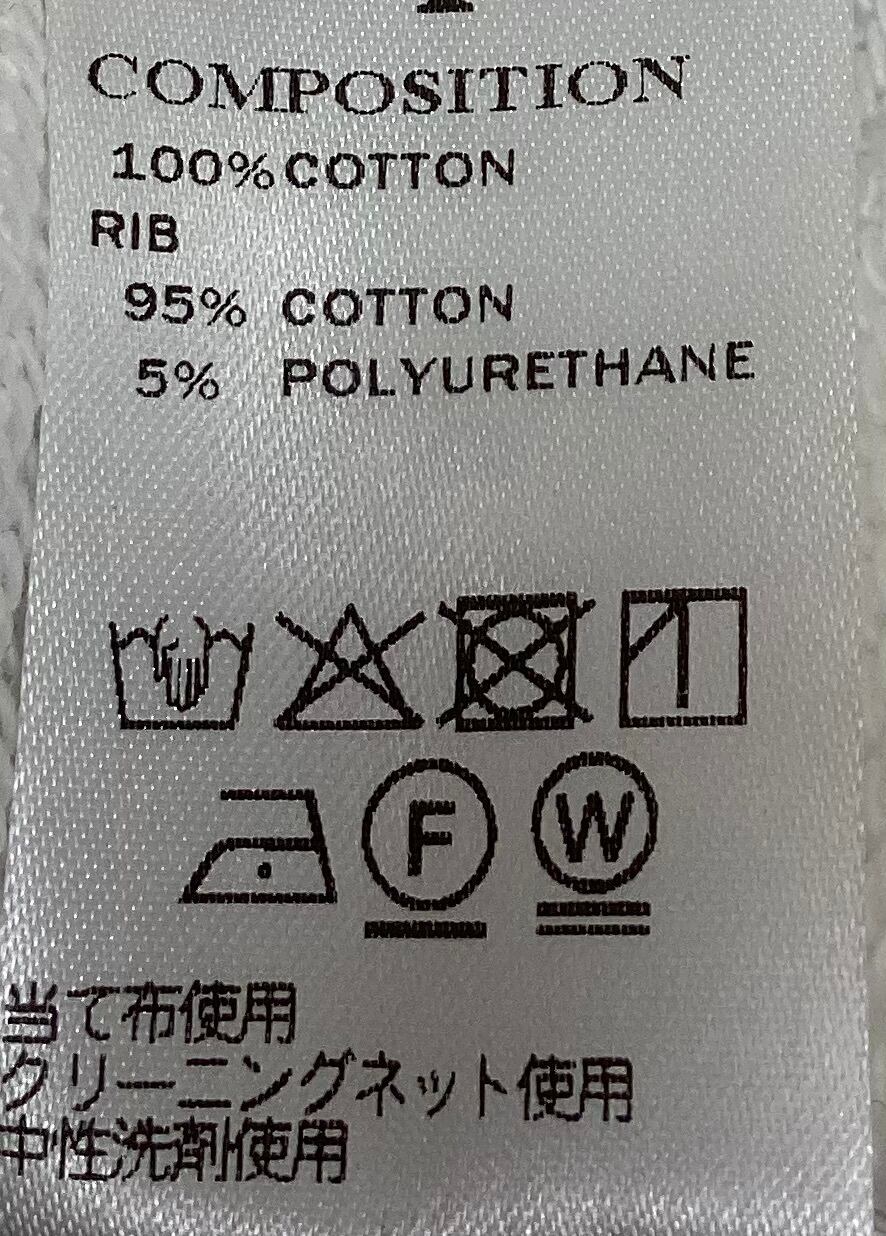 COMPOSITION
100% COTTON
RIB
95% COTTON
5% POLYURETHANE
F W
当て布使用
クリーニングネット使用
中性洗剤使用